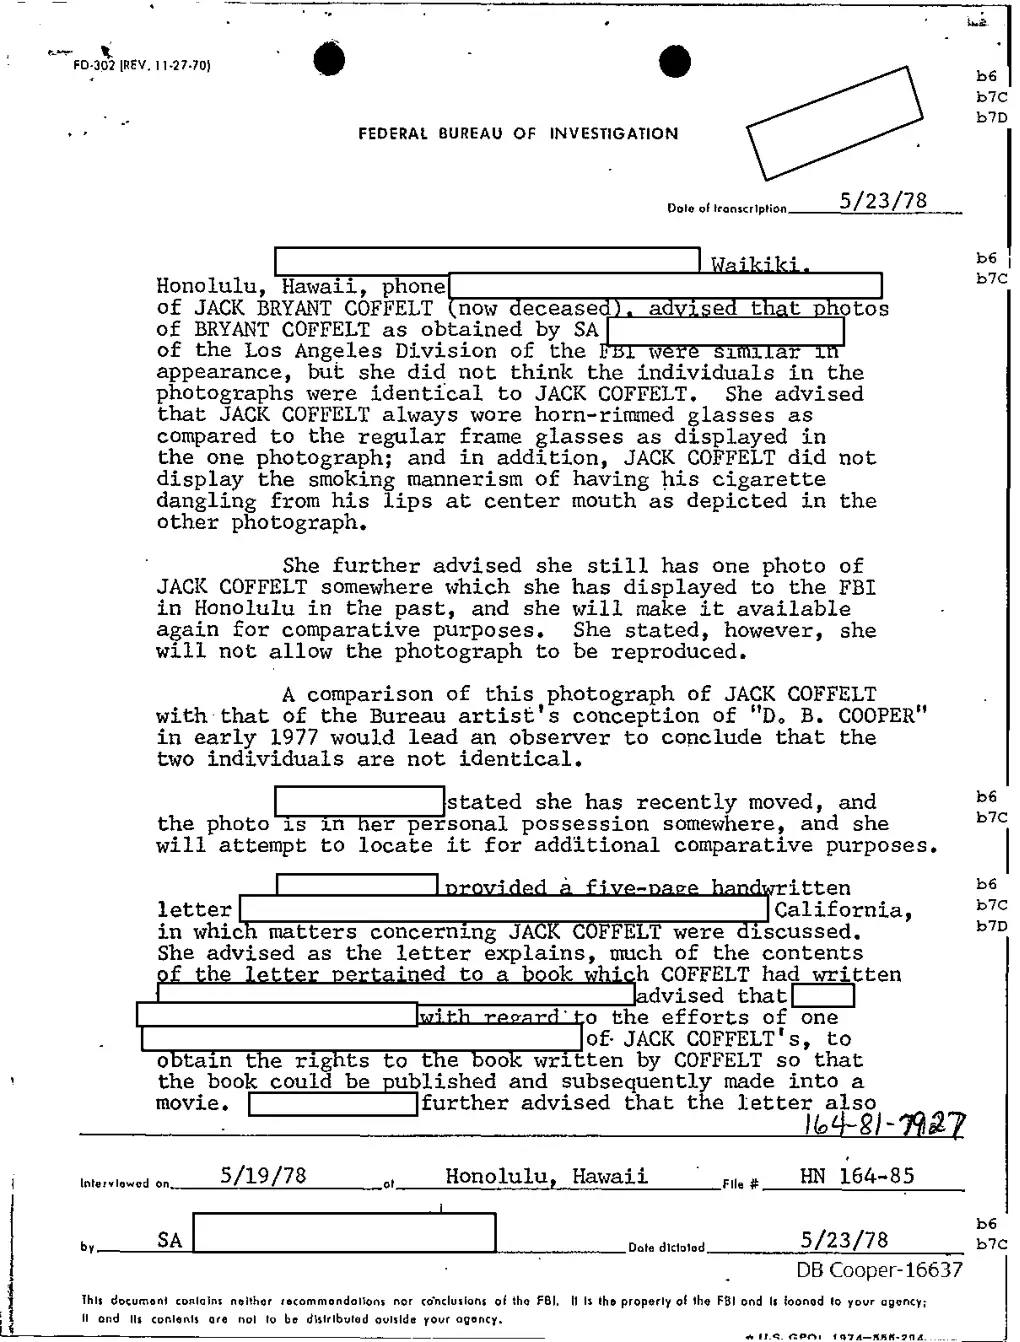 FD-302 (REV. 11-27-70)
b6
b7C
b7D
FEDERAL BUREAU OF INVESTIGATION
Date of transcription 5/23/78
Waikiki,
b6
b7C
Honolulu, Hawaii, phone
of JACK BRYANT COFFELT (now deceased), advised that photos
of BRYANT COFFELT as obtained by SA
of the Los Angeles Division of the FBI were similar in
appearance, but she did not think the individuals in the
photographs were identical to JACK COFFELT. She advised
that JACK COFFELT always wore horn-rimmed glasses as
compared to the regular frame glasses as displayed in
the one photograph; and in addition, JACK COFFELT did not
display the smoking mannerism of having his cigarette
dangling from his lips at center mouth as depicted in the
other photograph.
She further advised she still has one photo of
JACK COFFELT somewhere which she has displayed to the FBI
in Honolulu in the past, and she will make it available
again for comparative purposes. She stated, however, she
will not allow the photograph to be reproduced.
A comparison of this photograph of JACK COFFELT
with that of the Bureau artist's conception of "D. B. COOPER"
in early 1977 would lead an observer to conclude that the
two individuals are not identical.
stated she has recently moved, and
b6
b7C
the photo is in her personal possession somewhere, and she
will attempt to locate it for additional comparative purposes.
provided a five-page handwritten
b6
letter California,
b7C
in which matters concerning JACK COFFELT were discussed.
b7D
She advised as the letter explains, much of the contents
of the letter pertained to a book which COFFELT had written
advised that
with regard to the efforts of one
of JACK COFFELT's, to
obtain the rights to the book written by COFFELT so that
the book could be published and subsequently made into a
movie. further advised that the letter also
164-81-7927
Interviewed on 5/19/78 at Honolulu, Hawaii File # HN 164-85
by SA Date dictated 5/23/78
b6
b7C
DB Cooper-16637
This document contains neither recommendations nor conclusions of the FBI. It is the property of the FBI and is loaned to your agency;
it and its contents are not to be distributed outside your agency.